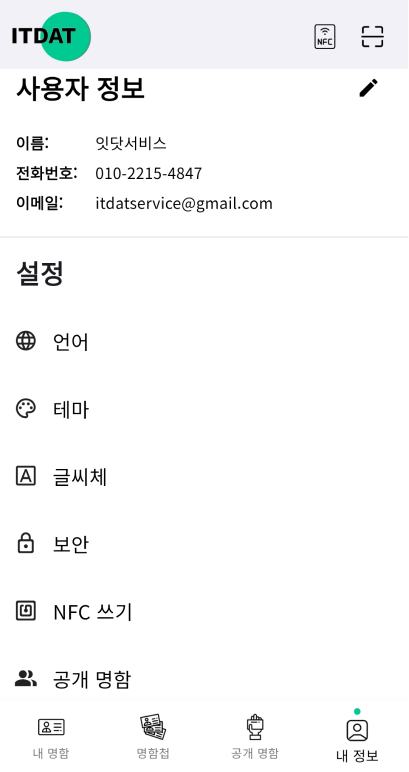 ITDAT
NFC
사용자 정보
이름: 잇닷서비스
전화번호: 010-2215-4847
이메일: itdatservice@gmail.com
설정
언어
테마
글씨체
보안
NFC 쓰기
공개 명함
내 명함 명함첩 공개 명함 내 정보